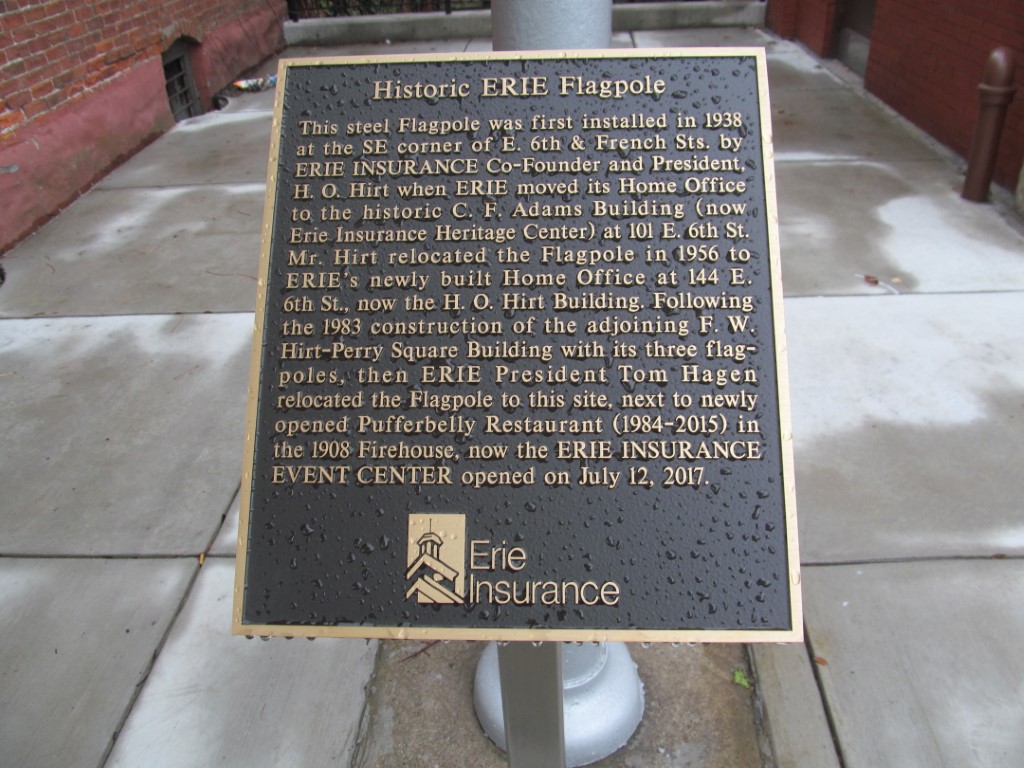 Historic ERIE Flagpole
This steel Flagpole was first installed in 1938
at the SE corner of E. 6th & French Sts. by
ERIE INSURANCE Co-Founder and President,
H. O. Hirt when ERIE moved its Home Office
to the historic C. F. Adams Building (now
Erie Insurance Heritage Center) at 101 E. 6th St.
Mr. Hirt relocated the Flagpole in 1956 to
ERIE's newly built Home Office at 144 E.
6th St., now the H. O. Hirt Building. Following
the 1983 construction of the adjoining F. W.
Hirt-Perry Square Building with its three flag-
poles, then ERIE President Tom Hagen
relocated the Flagpole to this site, next to newly
opened Pufferbelly Restaurant (1984-2015) in
the 1908 Firehouse, now the ERIE INSURANCE
EVENT CENTER opened on July 12, 2017.
Erie
Insurance